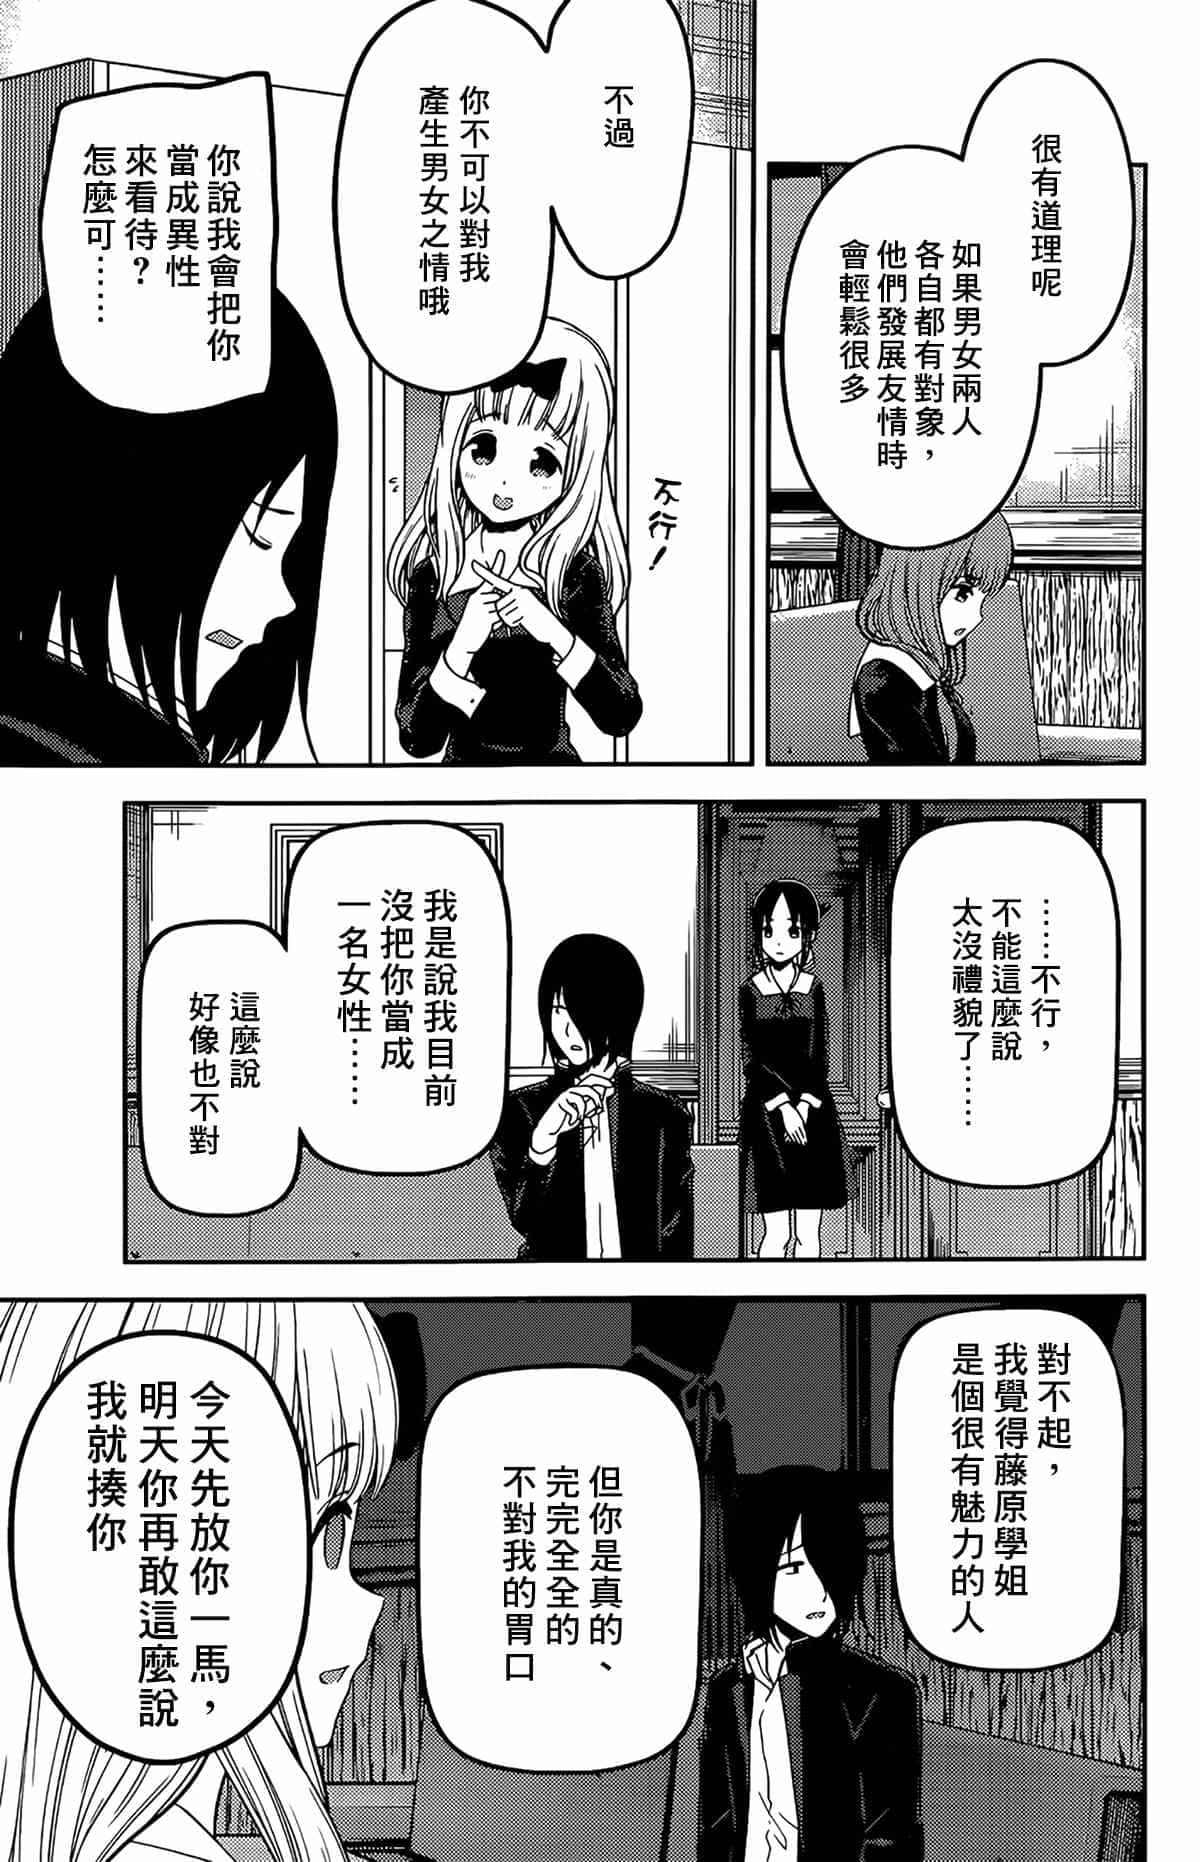 很有道理呢
如果男女兩人
各自都有對象，
他們發展友情時
會輕鬆很多
不過
你不可以對我
產生男女之情哦
不行！
你說我會把你
當成異性
來看待？
怎麼可……
……不行，
不能這麼說
太沒禮貌了……
我是說我目前
沒把你當成
一名女性……
這麼說
好像也不對
對不起，
我覺得藤原學姐
是個很有魅力的人
但你是真的、
完完全全的
不對我的胃口
今天先放你一馬，
明天你再敢這麼說
我就揍你